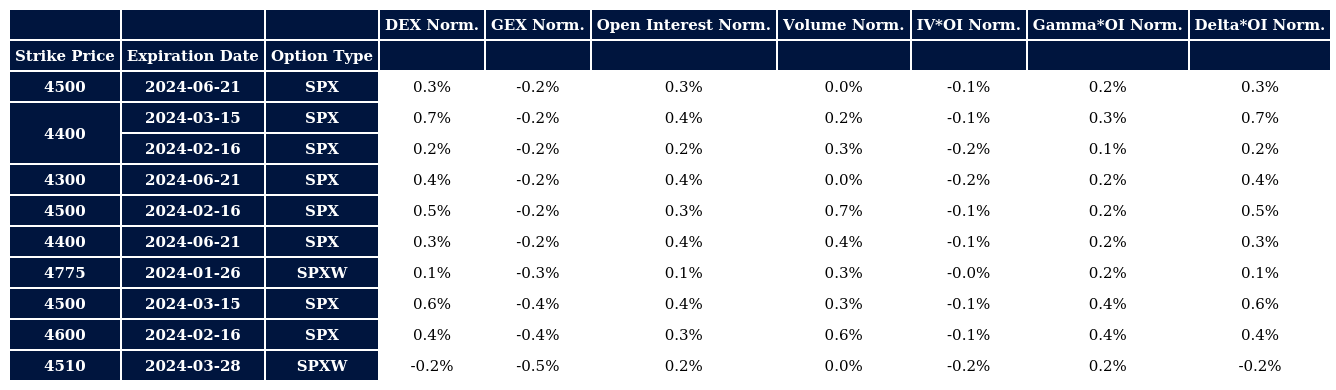 DEX Norm. GEX Norm. Open Interest Norm. Volume Norm. IV*OI Norm. Gamma*OI Norm. Delta*OI Norm.
Strike Price Expiration Date Option Type
4500 2024-06-21 SPX 0.3% -0.2% 0.3% 0.0% -0.1% 0.2% 0.3%
4400 2024-03-15 SPX 0.7% -0.2% 0.4% 0.2% -0.1% 0.3% 0.7%
2024-02-16 SPX 0.2% -0.2% 0.2% 0.3% -0.2% 0.1% 0.2%
4300 2024-06-21 SPX 0.4% -0.2% 0.4% 0.0% -0.2% 0.2% 0.4%
4500 2024-02-16 SPX 0.5% -0.2% 0.3% 0.7% -0.1% 0.2% 0.5%
4400 2024-06-21 SPX 0.3% -0.2% 0.4% 0.4% -0.1% 0.2% 0.3%
4775 2024-01-26 SPXW 0.1% -0.3% 0.1% 0.3% -0.0% 0.2% 0.1%
4500 2024-03-15 SPX 0.6% -0.4% 0.4% 0.3% -0.1% 0.4% 0.6%
4600 2024-02-16 SPX 0.4% -0.4% 0.3% 0.6% -0.1% 0.4% 0.4%
4510 2024-03-28 SPXW -0.2% -0.5% 0.2% 0.0% -0.2% 0.2% -0.2%